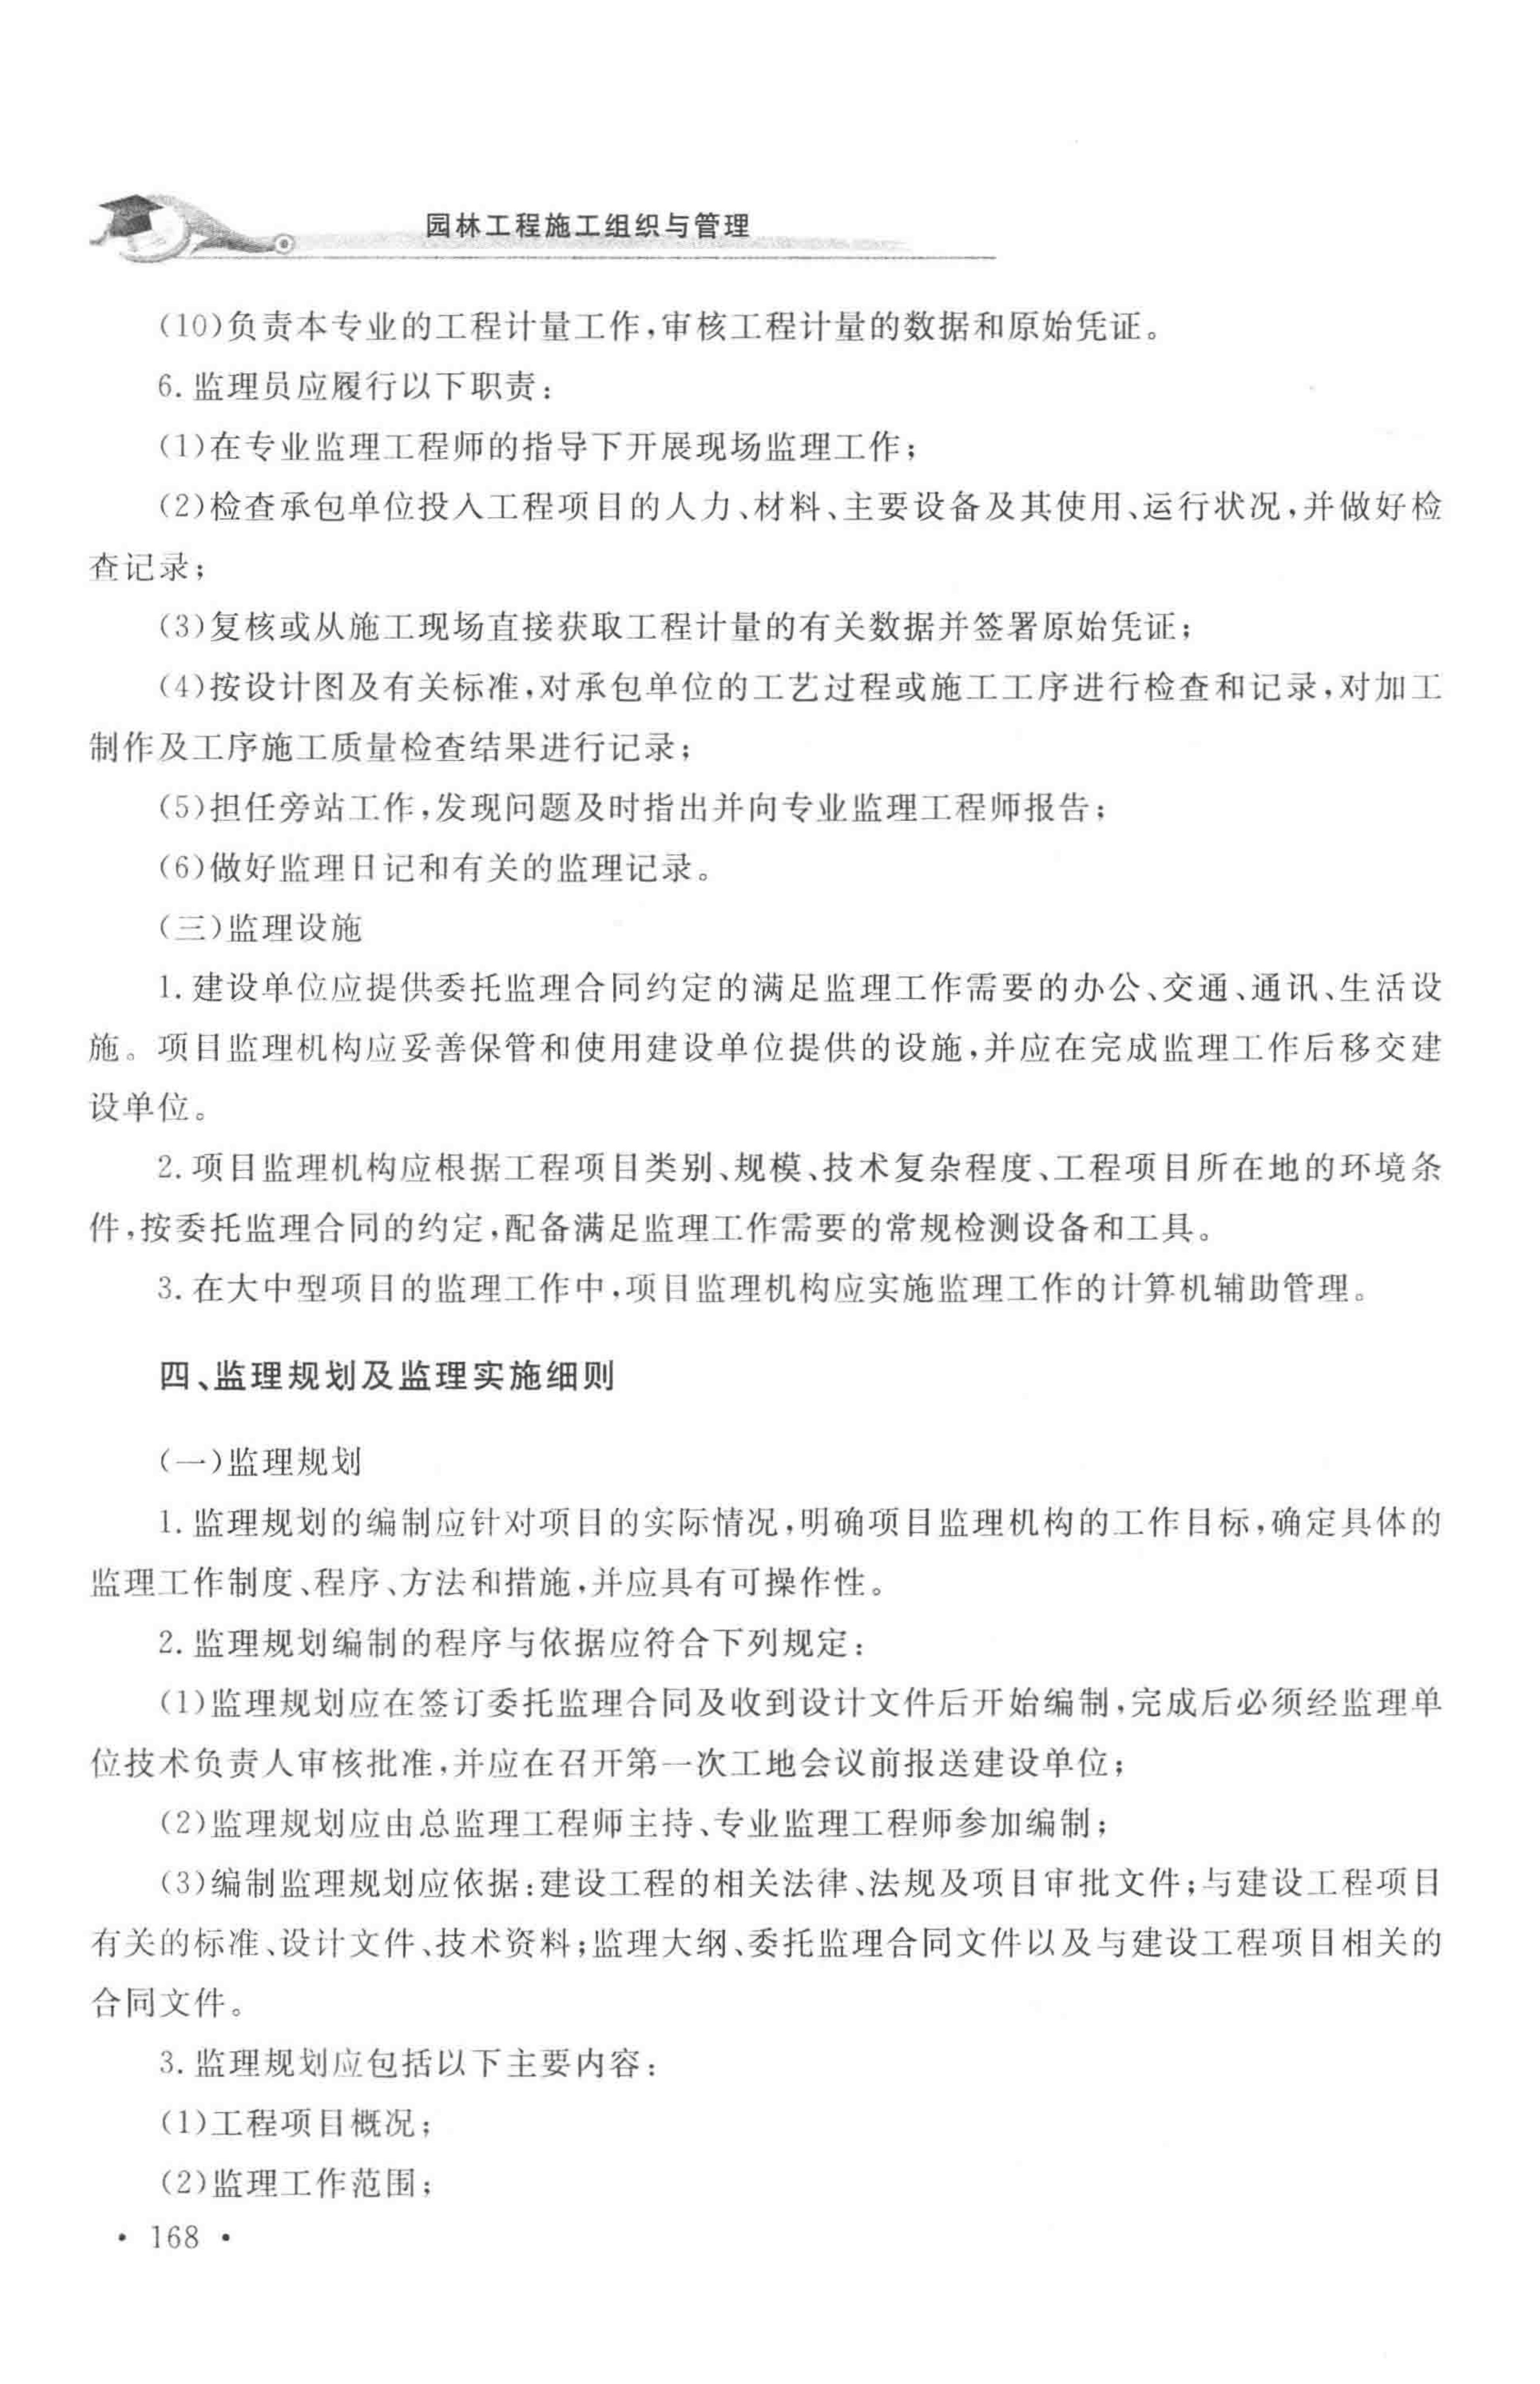 园林工程施工组织与管理
(10)负责本专业的工程计量工作,审核工程计量的数据和原始凭证。
6.监理员应履行以下职责:
(1)在专业监理工程师的指导下开展现场监理工作;
(2)检查承包单位投入工程项目的人力、材料、主要设备及其使用、运行状况,并做好检
查记录;
(3)复核或从施工现场直接获取工程计量的有关数据并签署原始凭证;
(4)按设计图及有关标准,对承包单位的工艺过程或施工工序进行检查和记录,对加工
制作及工序施工质量检查结果进行记录;
(5)担任旁站工作,发现问题及时指出并向专业监理工程师报告;
(6)做好监理日记和有关的监理记录。
(三)监理设施
1.建设单位应提供委托监理合同约定的满足监理工作需要的办公、交通、通讯、生活设
施。项目监理机构应妥善保管和使用建设单位提供的设施,并应在完成监理工作后移交建
设单位。
2.项目监理机构应根据工程项目类别、规模、技术复杂程度、工程项目所在地的环境条
件,按委托监理合同的约定,配备满足监理工作需要的常规检测设备和工具。
3.在大中型项目的监理工作中,项目监理机构应实施监理工作的计算机辅助管理。
四、监理规划及监理实施细则
(一)监理规划
1.监理规划的编制应针对项目的实际情况,明确项目监理机构的工作目标,确定具体的
监理工作制度、程序、方法和措施,并应具有可操作性。
2.监理规划编制的程序与依据应符合下列规定:
(1)监理规划应在签订委托监理合同及收到设计文件后开始编制,完成后必须经监理单
位技术负责人审核批准,并应在召开第一次工地会议前报送建设单位;
(2)监理规划应由总监理工程师主持、专业监理工程师参加编制;
(3)编制监理规划应依据:建设工程的相关法律、法规及项目审批文件;与建设工程项目
有关的标准、设计文件、技术资料;监理大纲、委托监理合同文件以及与建设工程项目相关的
合同文件。
3.监理规划应包括以下主要内容:
(1)工程项目概况;
(2)监理工作范围;
• 168 •